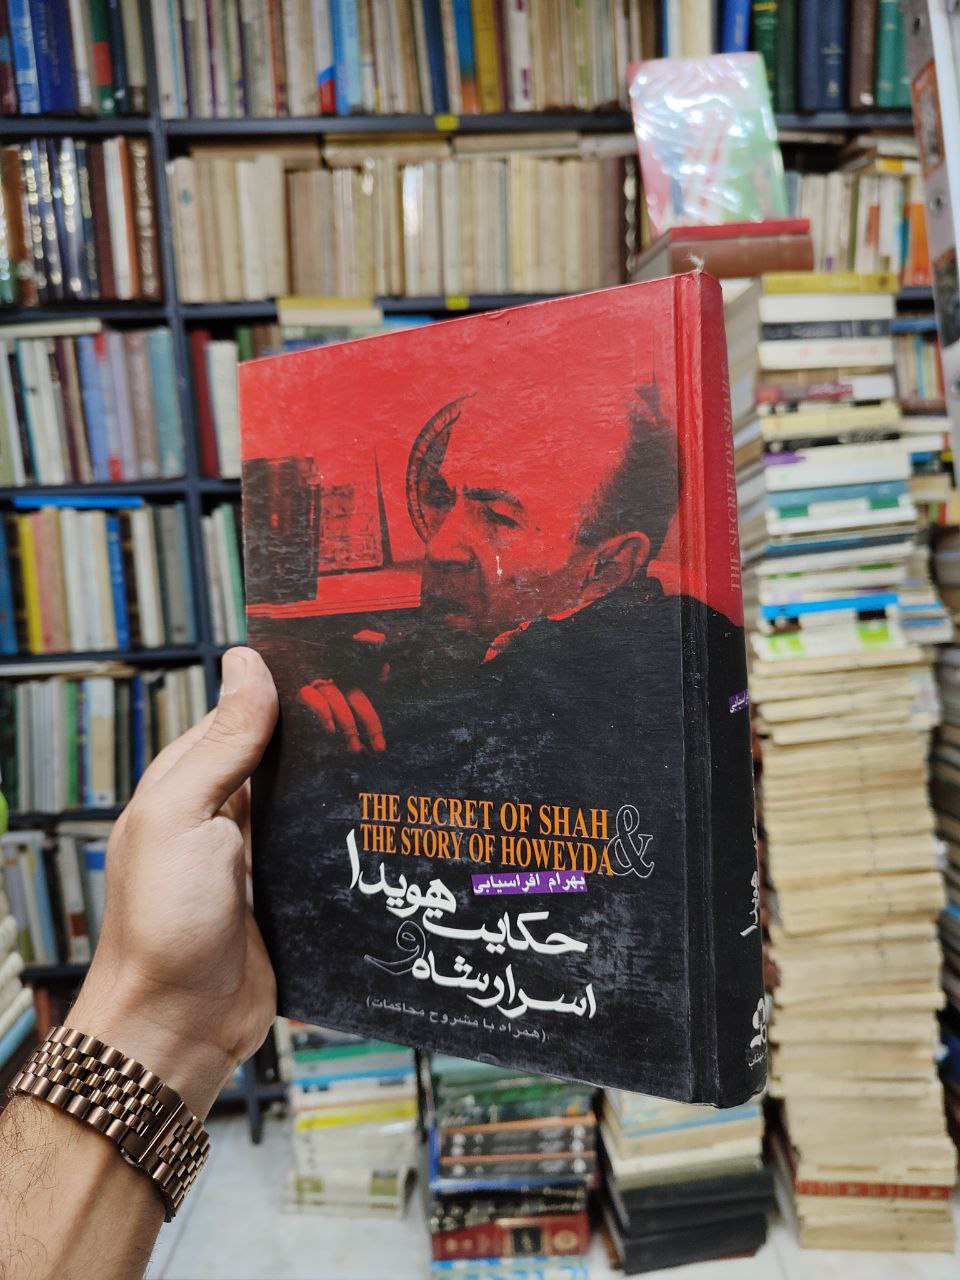 THE SECRET OF SHAH
&
THE STORY OF HOWEYDA
بهرام افراسیابی
حکایت هویدا
و
اسرار شاه
(همراه با مشروح محاکمات)
THE SECRET OF SHAH
هویدا